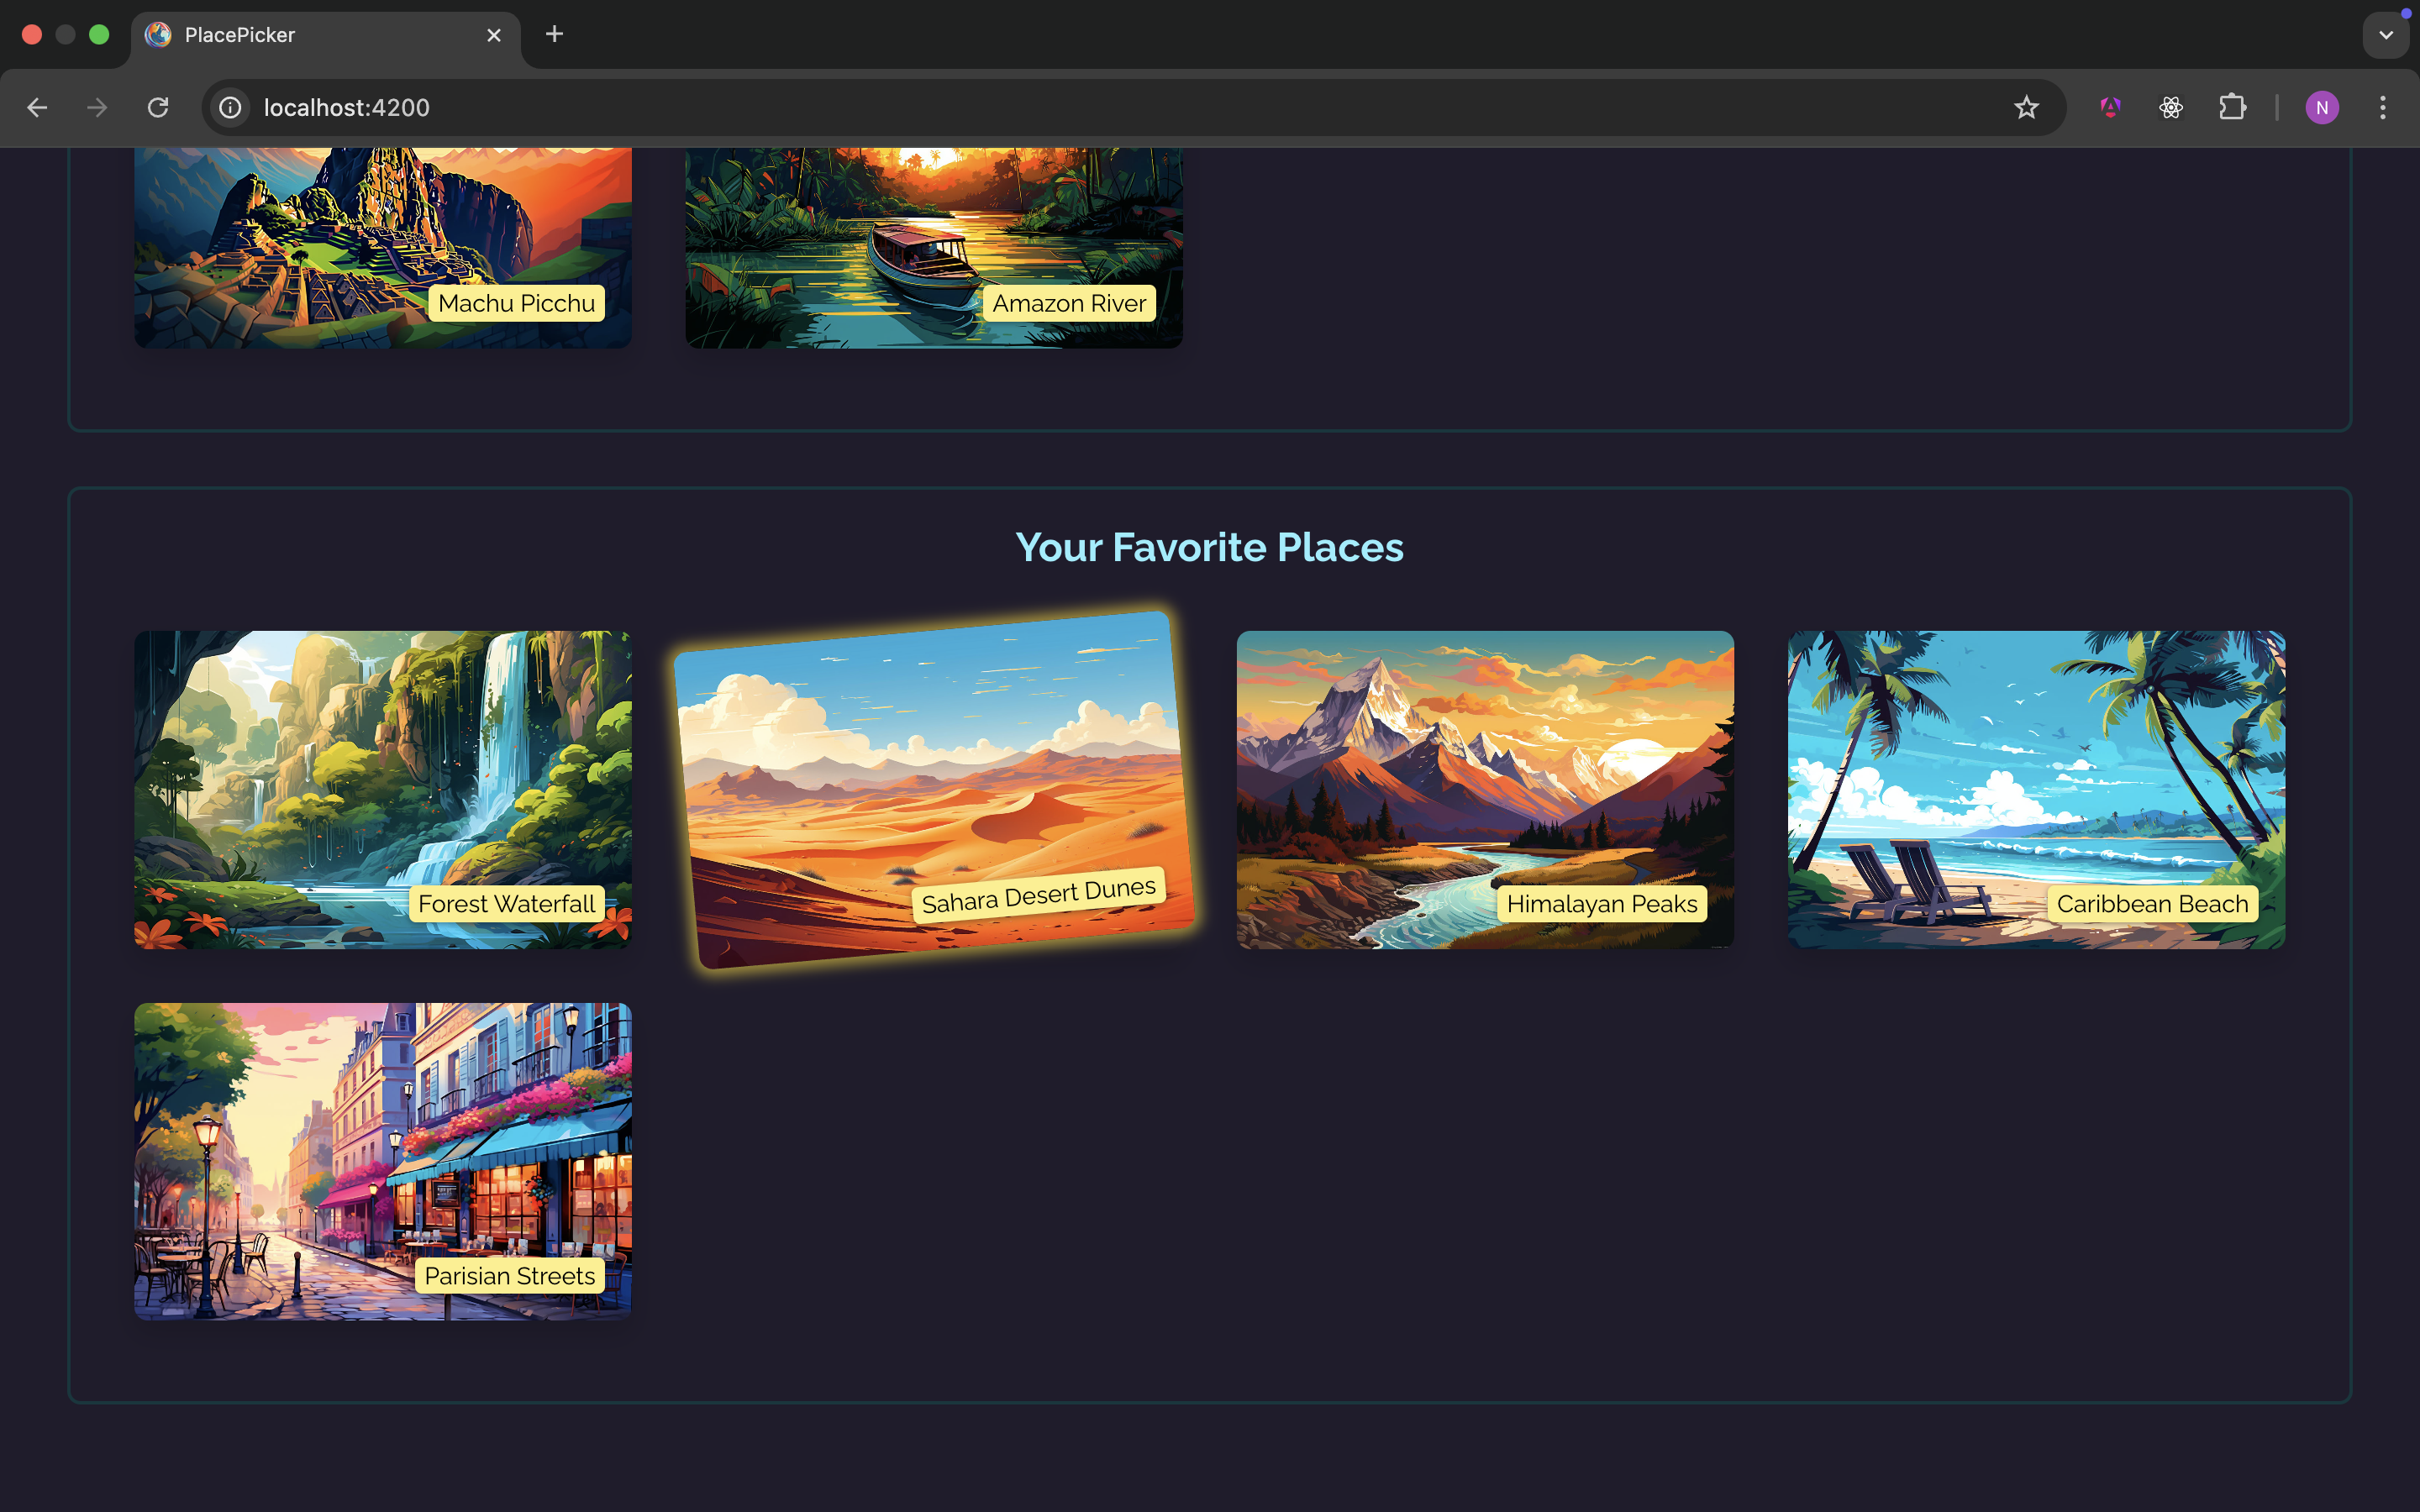 PlacePicker
localhost:4200
N
Machu Picchu
Amazon River
Your Favorite Places
Forest Waterfall
Sahara Desert Dunes
Himalayan Peaks
Caribbean Beach
Parisian Streets